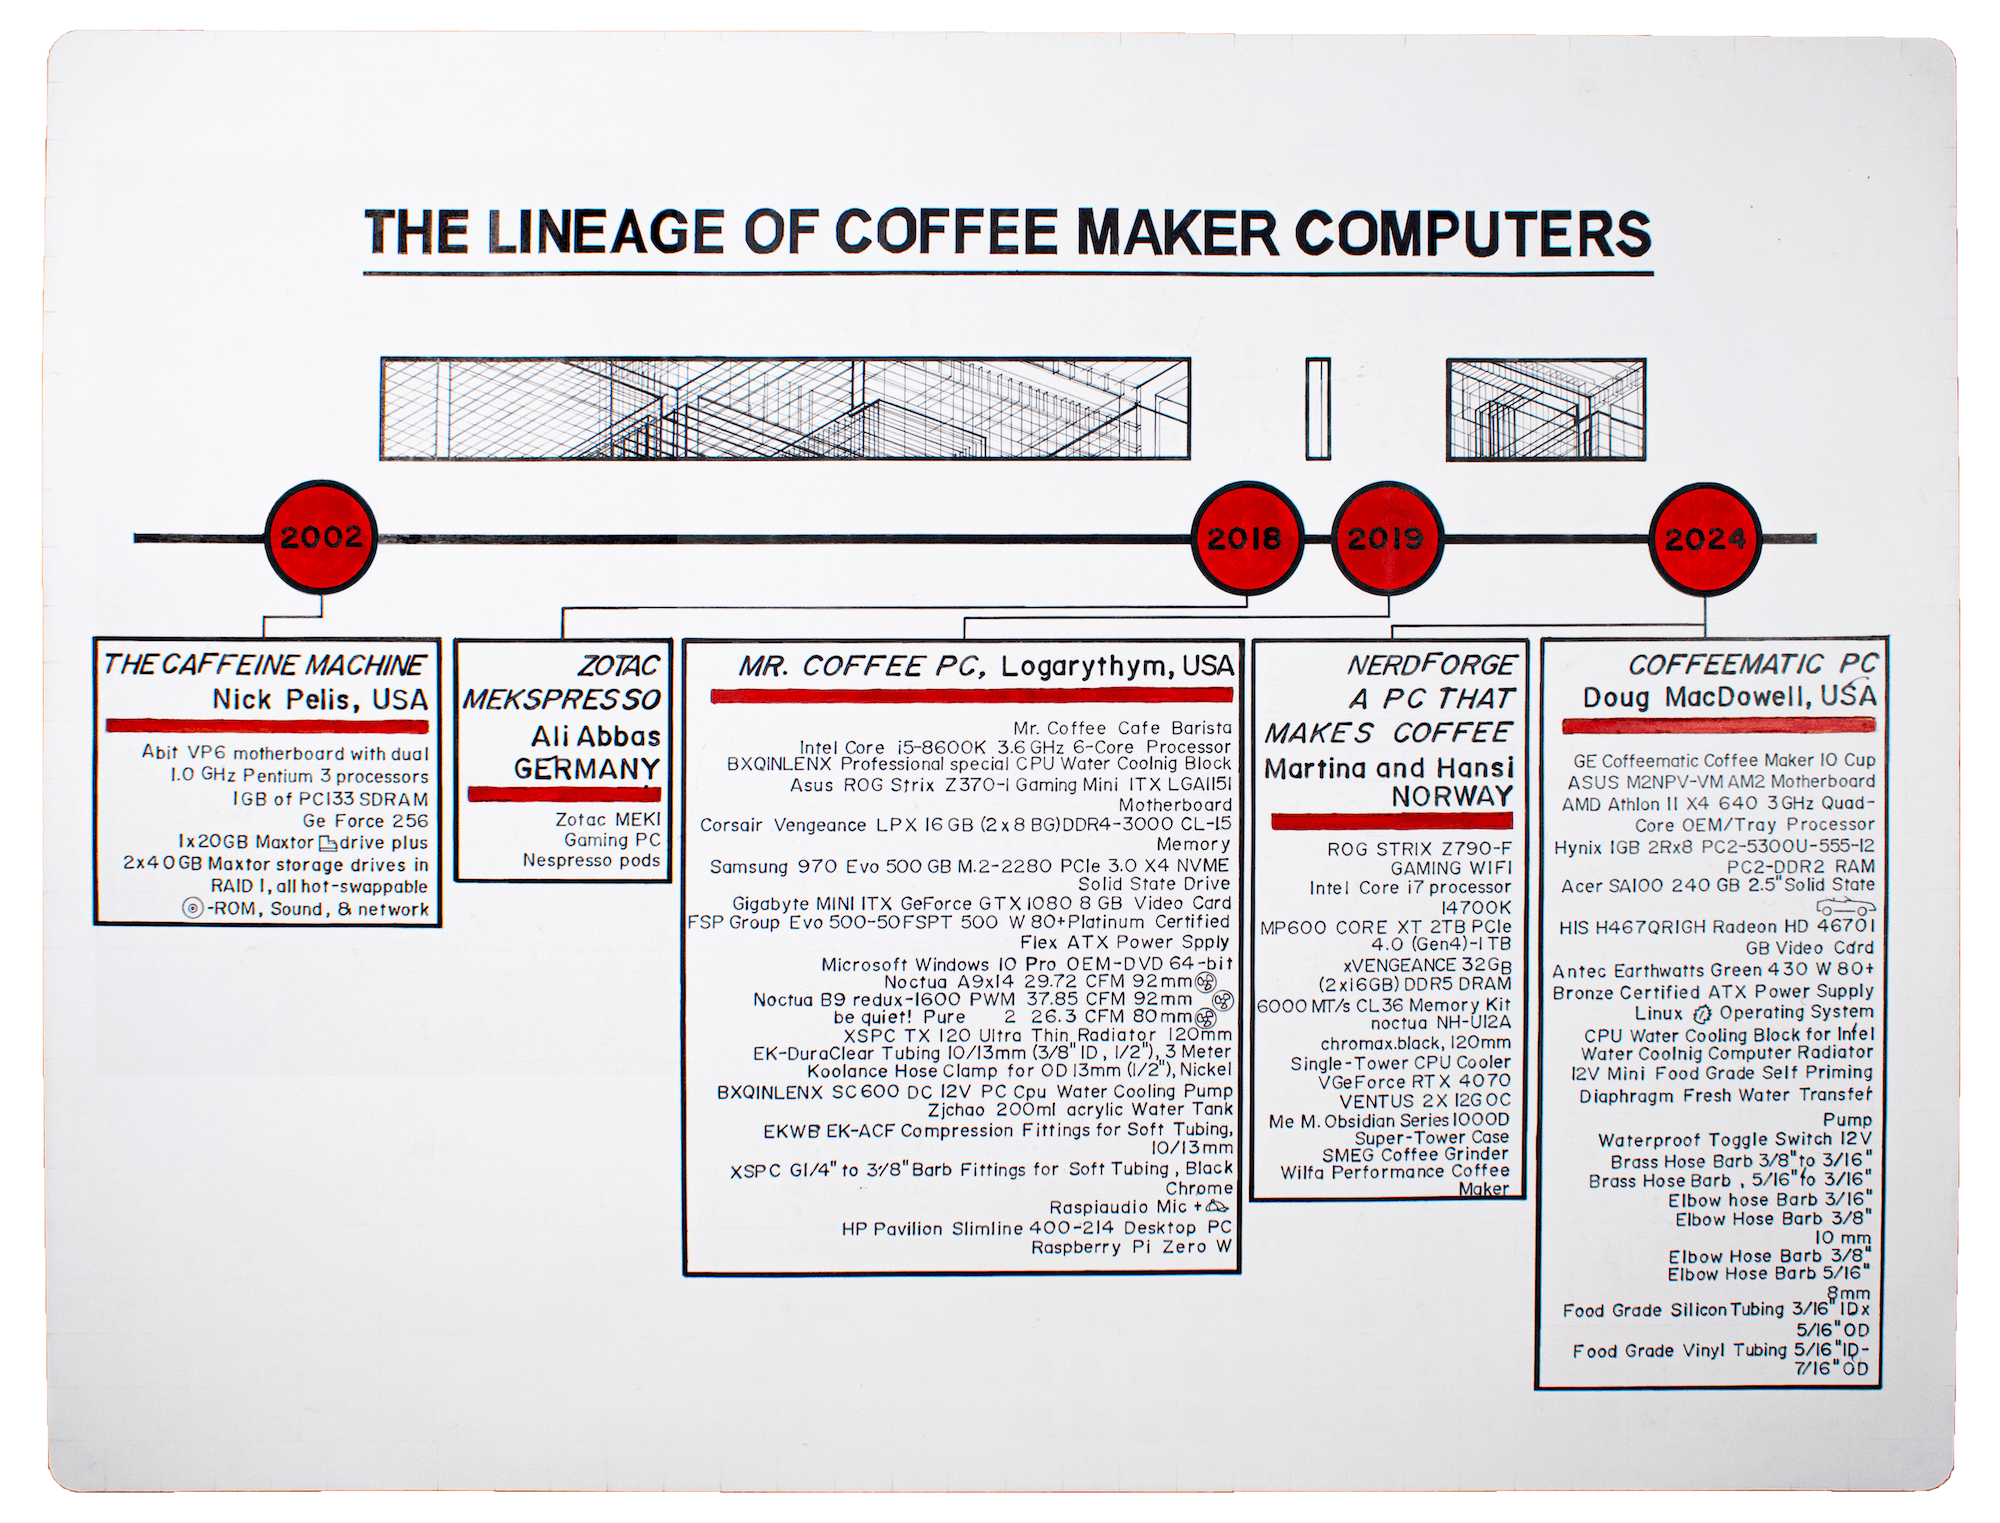 THE LINEAGE OF COFFEE MAKER COMPUTERS
2002
2018
2019
2024
THE CAFFEINE MACHINE
Nick Pelis, USA
Abit VP6 motherboard with dual
1.0 GHz Pentium 3 processors
1GB of PC133 SDRAM
Ge Force 256
1x20GB Maxtor drive plus
2x40GB Maxtor storage drives in
RAID 1, all hot-swappable
-ROM, Sound, & network
ZOTAC
MEKSPRESSO
Ali Abbas
GERMANY
Zotac MEK1
Gaming PC
Nespresso pods
MR. COFFEE PC, Logarythym, USA
Mr. Coffee Cafe Barista
Intel Core i5-8600K 3.6 GHz 6-Core Processor
BXQINLENX Professional special CPU Water Coolnig Block
Asus ROG Strix Z370-I Gaming Mini ITX LGA1151
Motherboard
Corsair Vengeance LPX 16 GB (2x8 BG)DDR4-3000 CL-15
Memory
Samsung 970 Evo 500 GB M.2-2280 PCIe 3.0 X4 NVME
Solid State Drive
Gigabyte MINI ITX GeForce GTX 1080 8 GB Video Card
FSP Group Evo 500-50FSPT 500 W 80+Platinum Certified
Flex ATX Power Spply
Microsoft Windows 10 Pro OEM-DVD 64-bit
Noctua A9x14 29.72 CFM 92mm
Noctua B9 redux-1600 PWM 37.85 CFM 92mm
be quiet! Pure 2 26.3 CFM 80mm
XSPC TX 120 Ultra Thin Radiator 120mm
EK-DuraClear Tubing 10/13mm (3/8" ID, 1/2"), 3 Meter
Koolance Hose Clamp for OD 13mm (1/2"), Nickel
BXQINLENX SC600 DC 12V PC Cpu Water Cooling Pump
Zjchao 200ml acrylic Water Tank
EKWB EK-ACF Compression Fittings for Soft Tubing,
10/13mm
XSPC G1/4" to 3/8" Barb Fittings for Soft Tubing, Black
Chrome
Raspiaudio Mic +
HP Pavilion Slimline 400-214 Desktop PC
Raspberry Pi Zero W
NERDFORGE
A PC THAT
MAKES COFFEE
Martina and Hansi
NORWAY
ROG STRIX Z790-F
GAMING WIFI
Intel Core i7 processor
14700K
MP600 CORE XT 2TB PCIe
4.0 (Gen4)-1TB
xVENGEANCE 32GB
(2x16GB) DDR5 DRAM
6000 MT/s CL36 Memory Kit
noctua NH-U12A
chromax.black, 120mm
Single-Tower CPU Cooler
VGeForce RTX 4070
VENTUS 2X 12G OC
Me M. Obsidian Series 1000D
Super-Tower Case
SMEG Coffee Grinder
Wilfa Performance Coffee
Maker
COFFEEMATIC PC
Doug MacDowell, USA
GE Coffeematic Coffee Maker 10 Cup
ASUS M2NPV-VM AM2 Motherboard
AMD Athlon II X4 640 3 GHz Quad-
Core OEM/Tray Processor
Hynix 1GB 2Rx8 PC2-5300U-555-12
PC2-DDR2 RAM
Acer SA100 240 GB 2.5" Solid State
HIS H467QR1GH Radeon HD 4670 1
GB Video Card
Antec Earthwatts Green 430 W 80+
Bronze Certified ATX Power Supply
Linux Operating System
CPU Water Cooling Block for Intel
Water Coolnig Computer Radiator
12V Mini Food Grade Self Priming
Diaphragm Fresh Water Transfer
Pump
Waterproof Toggle Switch 12V
Brass Hose Barb 3/8" to 3/16"
Brass Hose Barb, 5/16" to 3/16"
Elbow hose Barb 3/16"
Elbow Hose Barb 3/8"
10 mm
Elbow Hose Barb 3/8"
Elbow Hose Barb 5/16"
8mm
Food Grade Silicon Tubing 3/16" IDx
5/16" OD
Food Grade Vinyl Tubing 5/16" ID-
7/16" OD